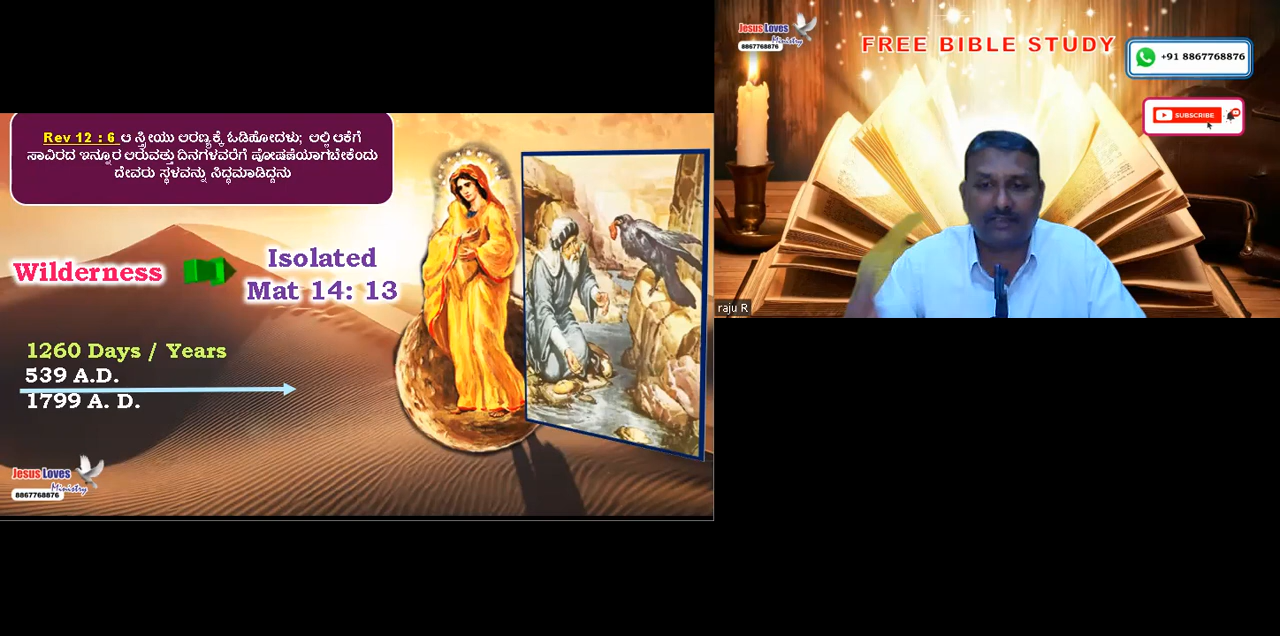 Rev 12 : 6 ಆ ಸ್ತ್ರೀಯು ಅರಣ್ಯಕ್ಕೆ ಓಡಿಹೋದಳು; ಅಲ್ಲಿ ಆಕೆಗೆ
ಸಾವಿರದ ಇನ್ನೂರ ಅರುವತ್ತು ದಿನಗಳವರೆಗೆ ಪೋಷಣೆಯಾಗಬೇಕೆಂದು
ದೇವರು ಸ್ಥಳವನ್ನು ಸಿದ್ಧಮಾಡಿದ್ದನು
Wilderness
Isolated
Mat 14: 13
1260 Days / Years
539 A.D.
1799 A. D.
Jesus Loves
Ministry
8867768876
Jesus Loves
Ministry
8867768876
FREE BIBLE STUDY
+91 8867768876
SUBSCRIBE
raju R